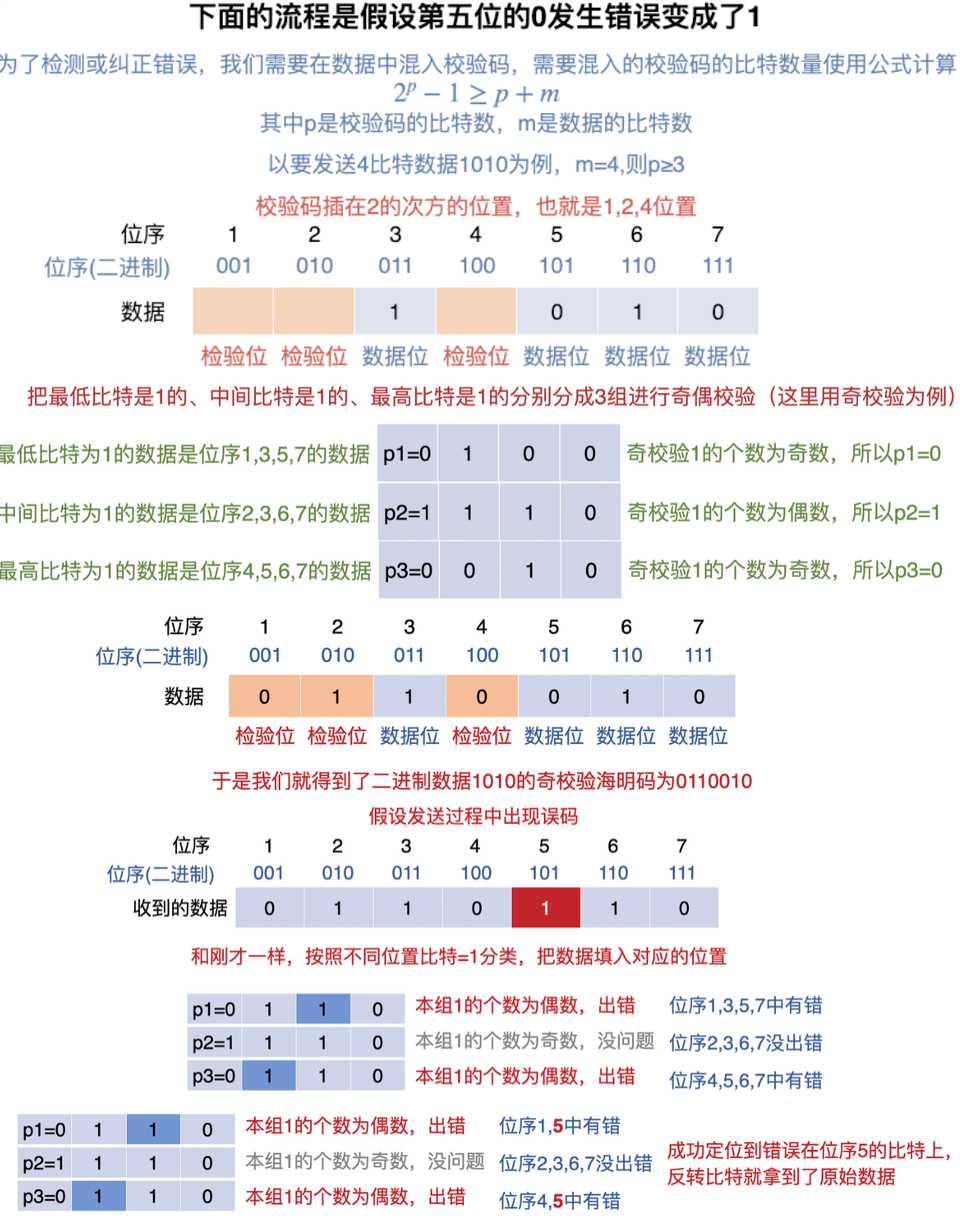 下面的流程是假设第五位的0发生错误变成了1
为了检测或纠正错误，我们需要在数据中混入校验码，需要混入的校验码的比特数量使用公式计算
2^p − 1 ≥ p + m
其中p是校验码的比特数，m是数据的比特数
以要发送4比特数据1010为例，m=4,则p≥3
校验码插在2的次方的位置，也就是1,2,4位置
位序 1 2 3 4 5 6 7
位序(二进制) 001 010 011 100 101 110 111
数据 1 0 1 0
检验位 检验位 数据位 检验位 数据位 数据位 数据位
把最低比特是1的、中间比特是1的、最高比特是1的分别分成3组进行奇偶校验（这里用奇校验为例）
最低比特为1的数据是位序1,3,5,7的数据 p1=0 1 0 0 奇校验1的个数为奇数，所以p1=0
中间比特为1的数据是位序2,3,6,7的数据 p2=1 1 1 0 奇校验1的个数为偶数，所以p2=1
最高比特为1的数据是位序4,5,6,7的数据 p3=0 0 1 0 奇校验1的个数为奇数，所以p3=0
位序 1 2 3 4 5 6 7
位序(二进制) 001 010 011 100 101 110 111
数据 0 1 1 0 0 1 0
检验位 检验位 数据位 检验位 数据位 数据位 数据位
于是我们就得到了二进制数据1010的奇校验海明码为0110010
假设发送过程中出现误码
位序 1 2 3 4 5 6 7
位序(二进制) 001 010 011 100 101 110 111
收到的数据 0 1 1 0 1 1 0
和刚才一样，按照不同位置比特=1分类，把数据填入对应的位置
p1=0 1 1 0 本组1的个数为偶数，出错 位序1,3,5,7中有错
p2=1 1 1 0 本组1的个数为奇数，没问题 位序2,3,6,7没出错
p3=0 1 1 0 本组1的个数为偶数，出错 位序4,5,6,7中有错
p1=0 1 1 0 本组1的个数为偶数，出错 位序1,5中有错
p2=1 1 1 0 本组1的个数为奇数，没问题 位序2,3,6,7没出错
p3=0 1 1 0 本组1的个数为偶数，出错 位序4,5中有错
成功定位到错误在位序5的比特上，
反转比特就拿到了原始数据